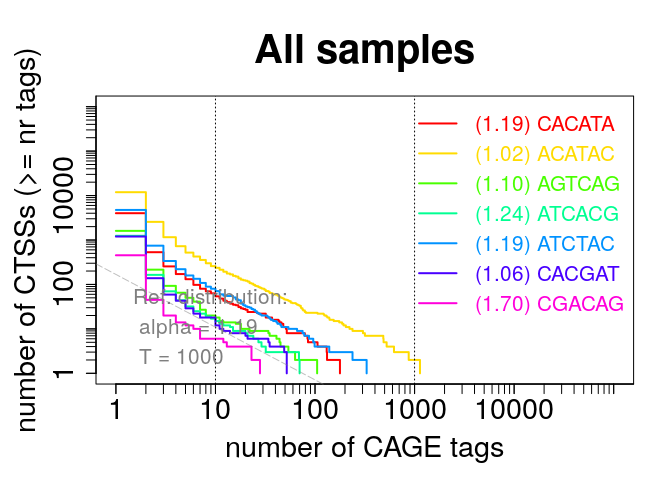 All samples
number of CTSSs (>= nr tags)
10000
100
1
(1.19) CACATA
(1.02) ACATAC
(1.10) AGTCAG
(1.24) ATCACG
(1.19) ATCTAC
(1.06) CACGAT
(1.70) CGACAG
Ref distribution:
alpha = 1.19
T = 1000
1 10 100 1000 10000
number of CAGE tags